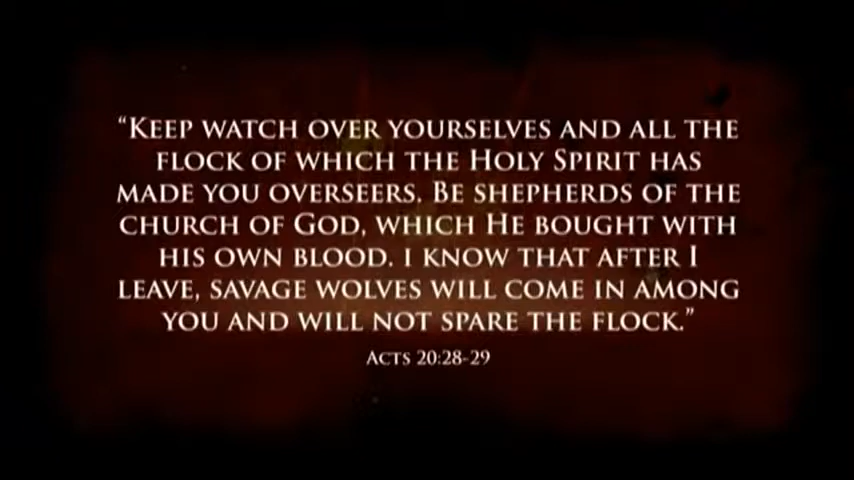 “Keep watch over yourselves and all the
flock of which the Holy Spirit has
made you overseers. Be shepherds of the
church of God, which He bought with
his own blood. i know that after I
leave, savage wolves will come in among
you and will not spare the flock.”
Acts 20:28-29